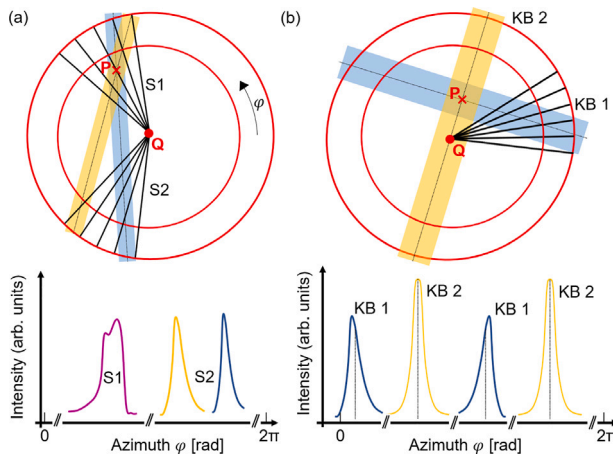 (a)
P
S1
φ
Q
S2
(b)
KB 2
P
KB 1
Q
Intensity (arb. units)
S1
S2
0
2π
Azimuth φ [rad]
Intensity (arb. units)
KB 1
KB 2
KB 1
KB 2
0
2π
Azimuth φ [rad]